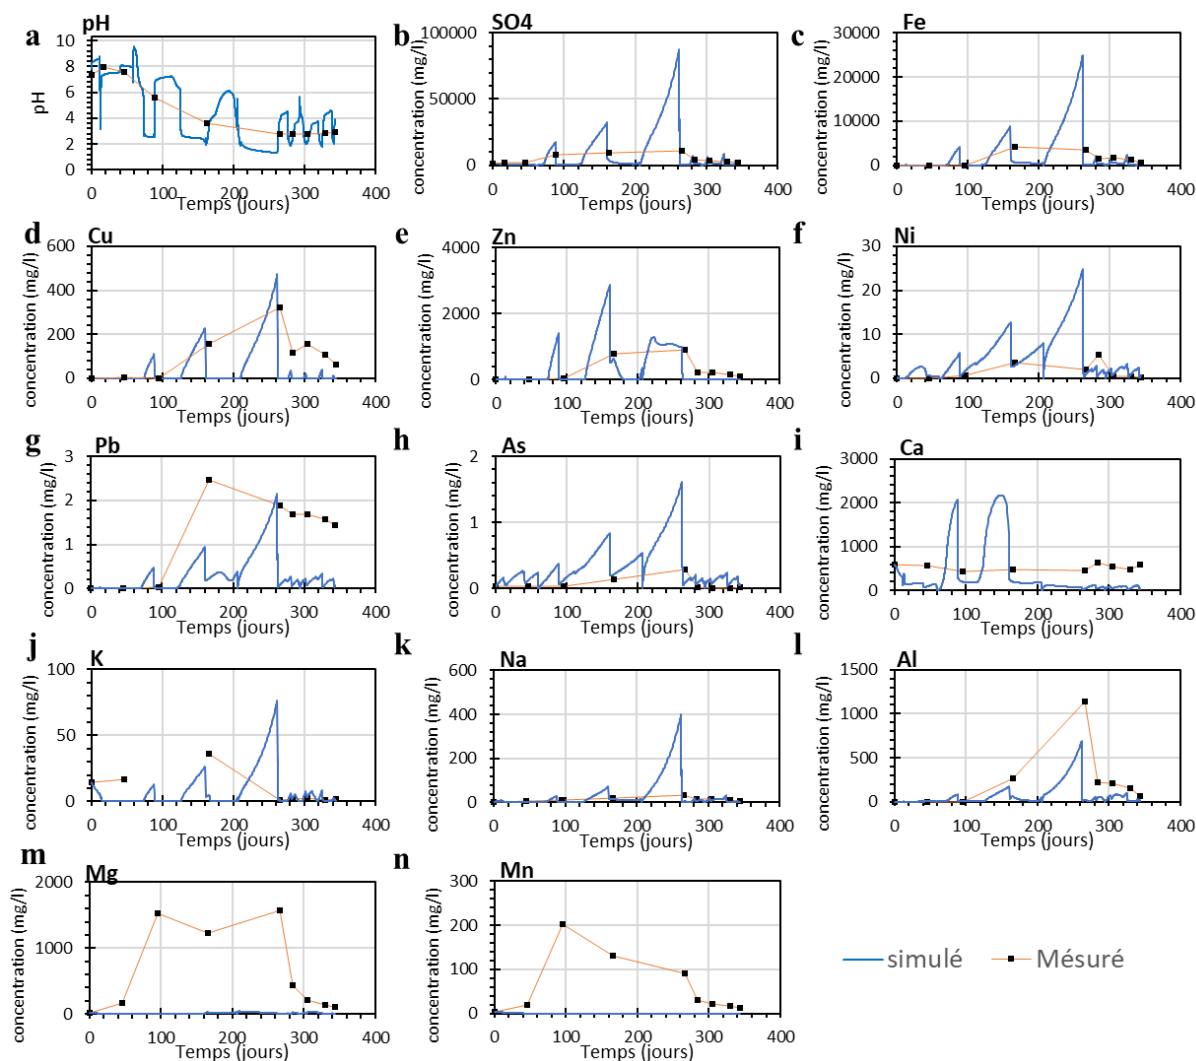 a
pH
10
8
6
4
2
0
pH
0 100 200 300 400
Temps (jours)
b
SO4
100000
50000
0
concentration (mg/l)
0 100 200 300 400
Temps (jours)
c
Fe
30000
20000
10000
0
concentration (mg/l)
0 100 200 300 400
Temps (jours)
d
Cu
600
400
200
0
concentration (mg/l)
0 100 200 300 400
Temps (jours)
e
Zn
4000
2000
0
concentration (mg/l)
0 100 200 300 400
Temps (jours)
f
Ni
30
20
10
0
concentration (mg/l)
0 100 200 300 400
Temps (jours)
g
Pb
3
2
1
0
concentration (mg/l)
0 100 200 300 400
Temps (jours)
h
As
2
1
0
concentration (mg/l)
0 100 200 300 400
Temps (jours)
i
Ca
3000
2000
1000
0
concentration (mg/l)
0 100 200 300 400
Temps (jours)
j
K
100
50
0
concentration (mg/l)
0 100 200 300 400
Temps (jours)
k
Na
600
400
200
0
concentration (mg/l)
0 100 200 300 400
Temps (jours)
l
Al
1500
1000
500
0
concentration (mg/l)
0 100 200 300 400
Temps (jours)
m
Mg
2000
1000
0
concentration (mg/l)
0 100 200 300 400
Temps (jours)
n
Mn
300
200
100
0
concentration (mg/l)
0 100 200 300 400
Temps (jours)
simulé
Mésuré